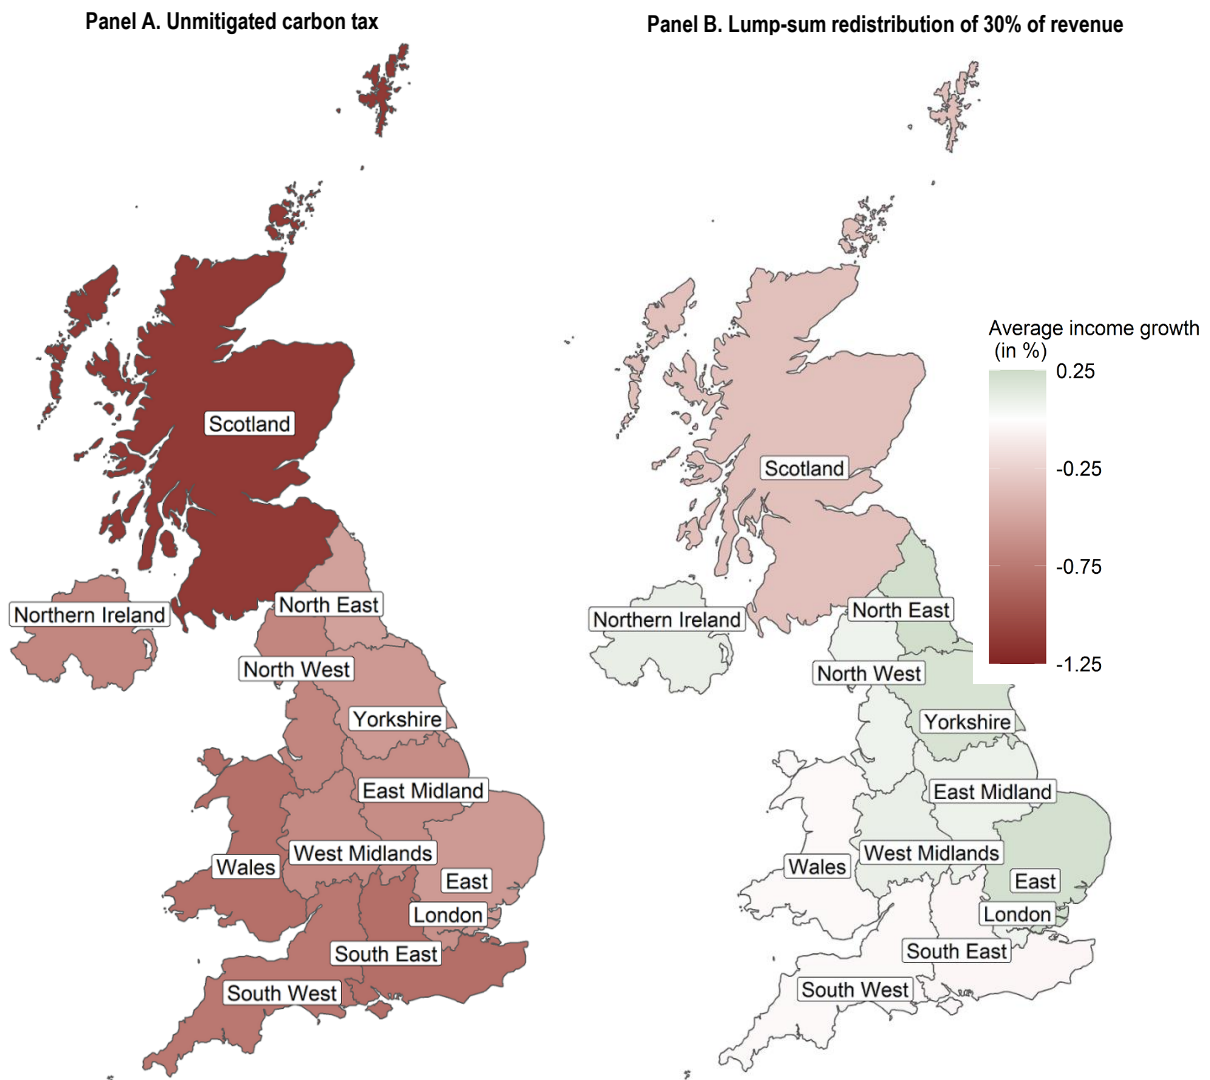 Panel A. Unmitigated carbon tax
Scotland
Northern Ireland
North East
North West
Yorkshire
East Midland
West Midlands
Wales
East
London
South East
South West
Panel B. Lump-sum redistribution of 30% of revenue
Scotland
Northern Ireland
North East
North West
Yorkshire
East Midland
West Midlands
Wales
East
London
South East
South West
Average income growth
(in %)
0.25
-0.25
-0.75
-1.25